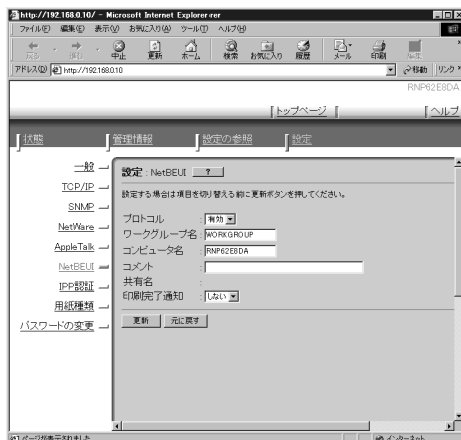 http://192.168.0.10/ - Microsoft Internet Explorer
ファイル(F) 編集(E) 表示(V) お気に入り(A) ツール(T) ヘルプ(H)
戻る 進む 中止 更新 ホーム 検索 お気に入り 履歴 メール 印刷 編集
アドレス(D) http://192.168.0.10 移動 リンク
RNP62E8DA
[トップページ [ [ヘルプ
状態 管理情報 設定の参照 設定
一般
TCP/IP
SNMP
NetWare
AppleTalk
NetBEUI
IPP認証
用紙種類
パスワードの変更
設定 : NetBEUI ?
設定する場合は項目を切り替える前に更新ボタンを押してください。
プロトコル : 有効
ワークグループ名 : WORKGROUP
コンピュータ名 : RNP62E8DA
コメント :
共有名 :
印刷完了通知 : しない
更新 元に戻す
ページが表示されました インターネット